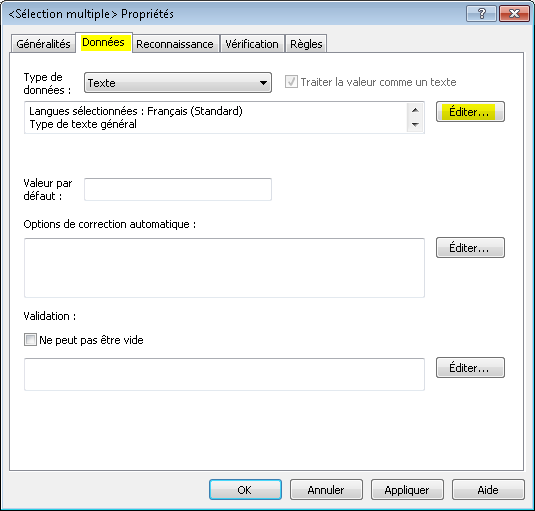 <Sélection multiple> Propriétés
Généralités Données Reconnaissance Vérification Règles
Type de données : Texte Traiter la valeur comme un texte
Langues sélectionnées : Français (Standard)
Type de texte général
Éditer...
Valeur par défaut :
Options de correction automatique :
Éditer...
Validation :
Ne peut pas être vide
Éditer...
OK Annuler Appliquer Aide